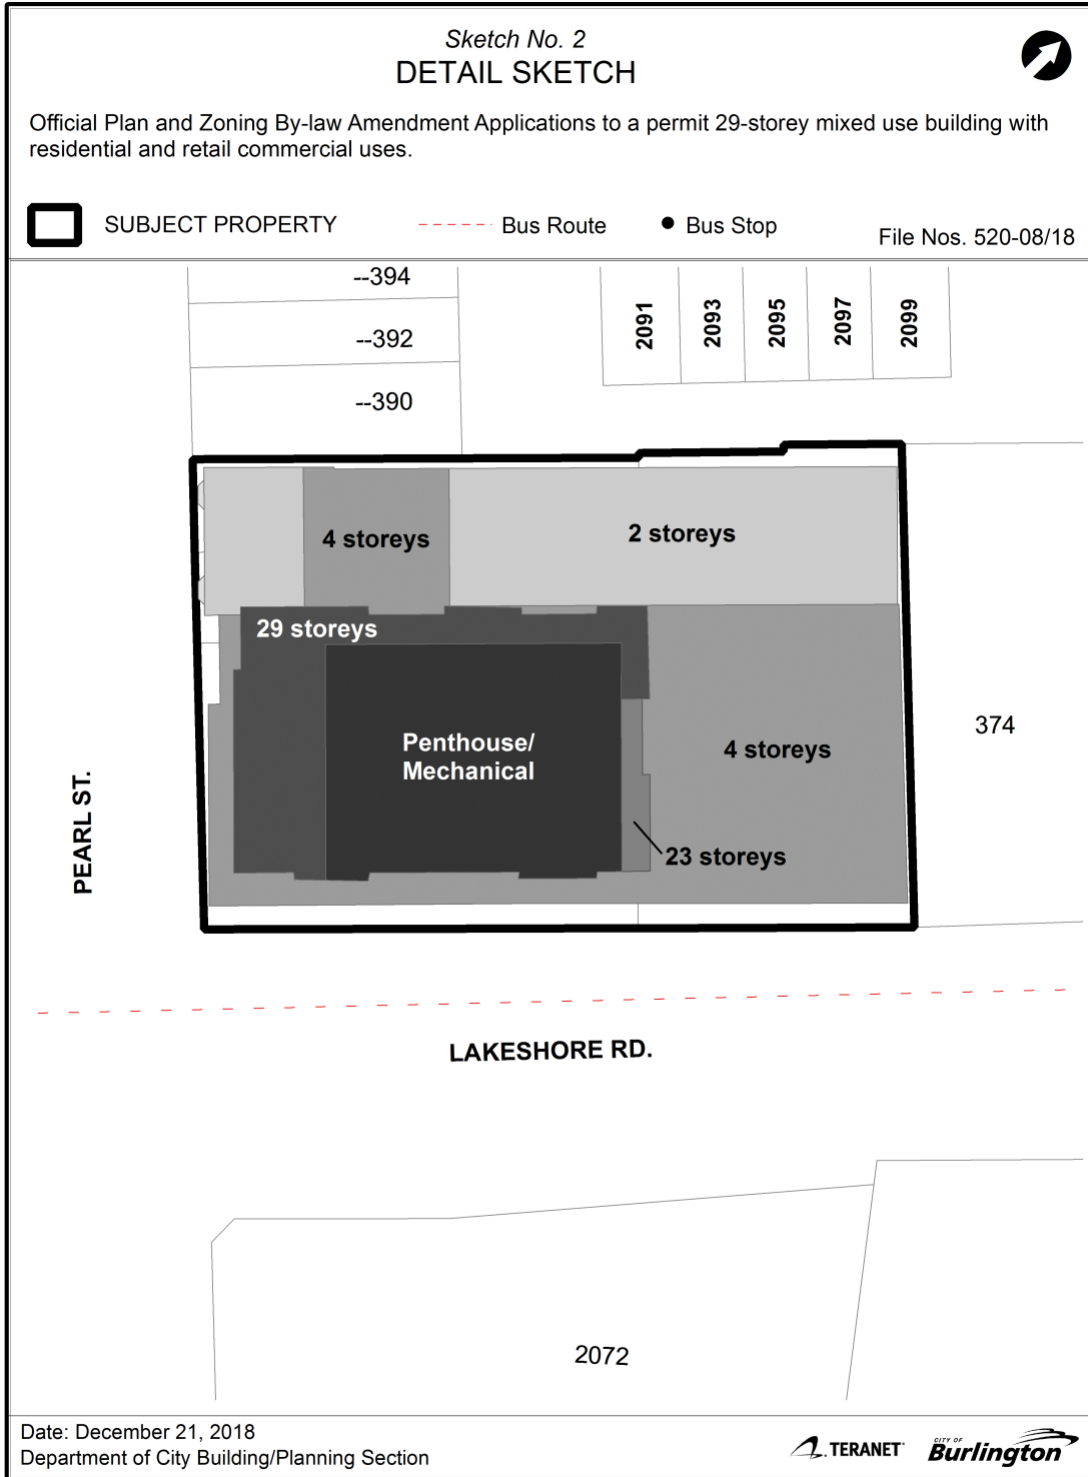 Sketch No. 2
DETAIL SKETCH
Official Plan and Zoning By-law Amendment Applications to a permit 29-storey mixed use building with
residential and retail commercial uses.
SUBJECT PROPERTY
Bus Route
Bus Stop
File Nos. 520-08/18
--394
--392
--390
2091
2093
2095
2097
2099
4 storeys
2 storeys
29 storeys
Penthouse/
Mechanical
4 storeys
23 storeys
374
PEARL ST.
LAKESHORE RD.
2072
Date: December 21, 2018
Department of City Building/Planning Section
TERANET
CITY OF
Burlington